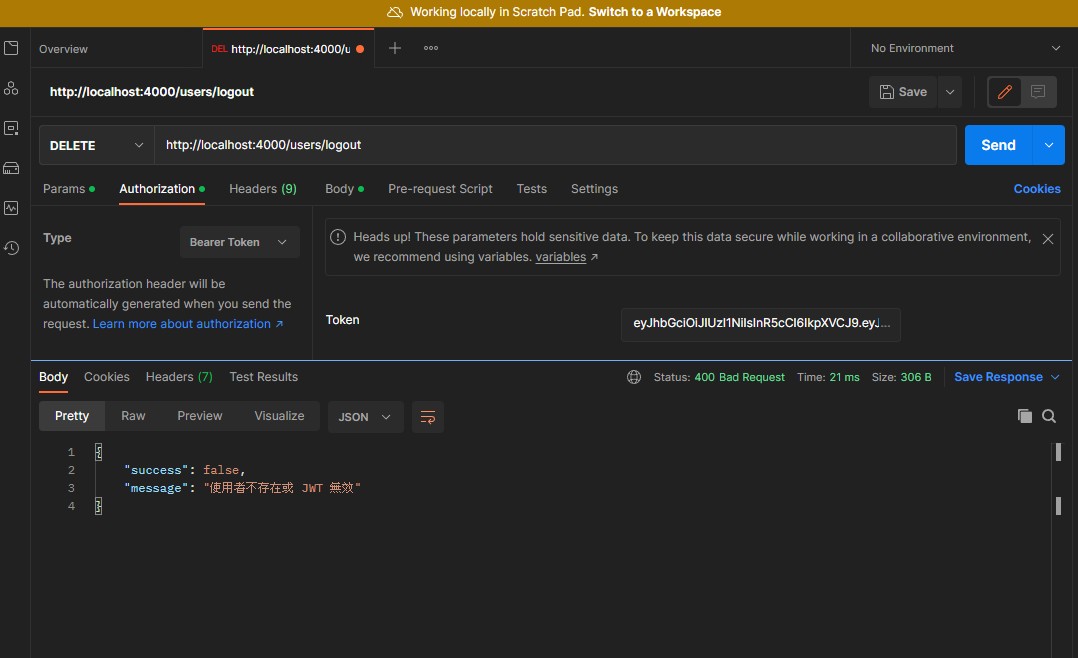 Working locally in Scratch Pad. Switch to a Workspace
Overview
DEL http://localhost:4000/u
No Environment
http://localhost:4000/users/logout
Save
DELETE
http://localhost:4000/users/logout
Send
Params
Authorization
Headers (9)
Body
Pre-request Script
Tests
Settings
Cookies
Type
Bearer Token
The authorization header will be
automatically generated when you send the
request. Learn more about authorization ↗
Heads up! These parameters hold sensitive data. To keep this data secure while working in a collaborative environment,
we recommend using variables. variables ↗
Token
eyJhbGciOiJIUzI1NiIsInR5cCI6IkpXVCJ9.eyJ...
Body
Cookies
Headers (7)
Test Results
Status: 400 Bad Request
Time: 21 ms
Size: 306 B
Save Response
Pretty
Raw
Preview
Visualize
JSON
1 {
2 "success": false,
3 "message": "使用者不存在或 JWT 無效"
4 }